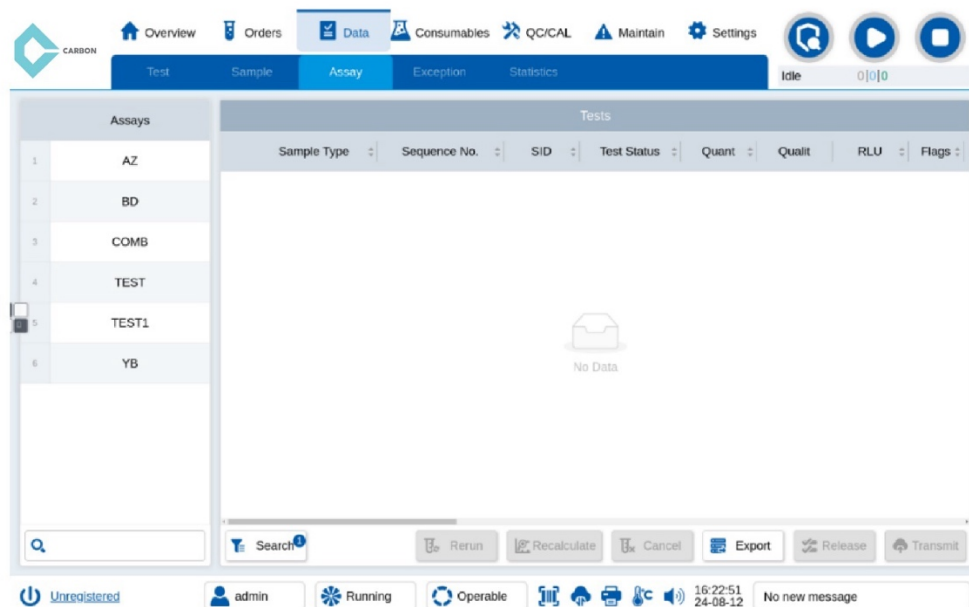 CARBON
Overview Orders Data Consumables QC/CAL Maintain Settings
Test Sample Assay Exception Statistics
Idle 0|0|0
Assays
Tests
Sample Type Sequence No. SID Test Status Quant Qualit RLU Flags
1 AZ
2 BD
3 COMB
4 TEST
5 TEST1
6 YB
No Data
Search 1 Rerun Recalculate Cancel Export Release Transmit
Unregistered admin Running Operable °C 16:22:51 No new message
24-08-12